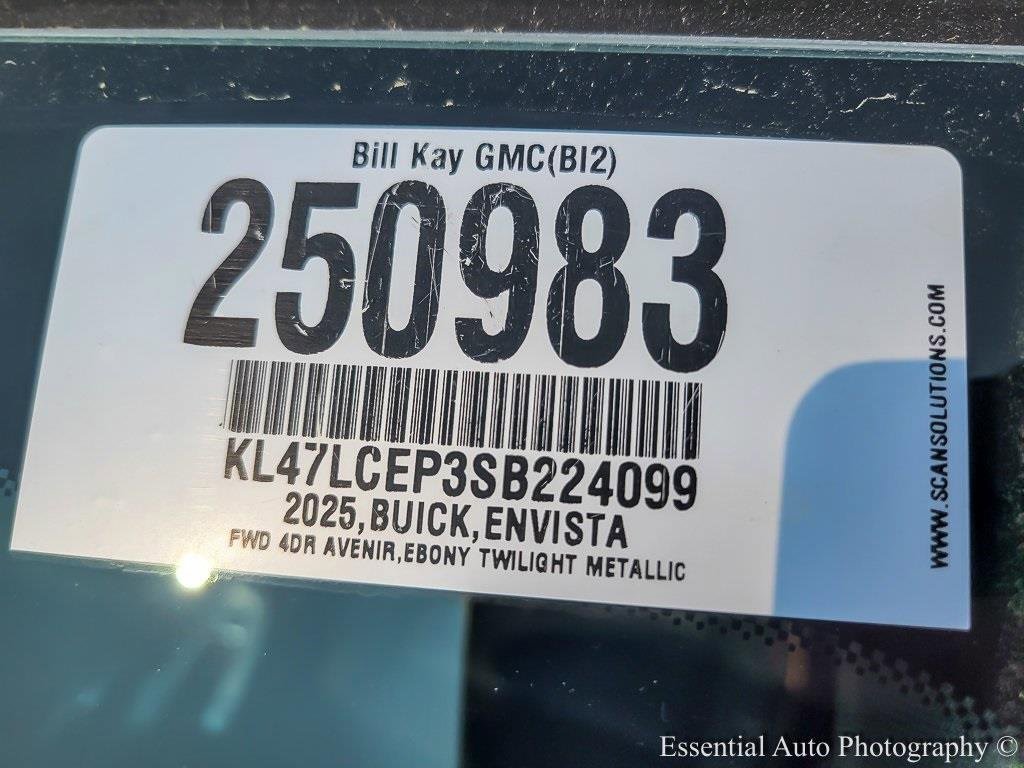 Bill Kay GMC(BI2)
250983
KL47LCEP3SB224099
2025,BUICK,ENVISTA
FWD 4DR AVENIR,EBONY TWILIGHT METALLIC
WWW.SCANSOLUTIONS.COM
Essential Auto Photography ©